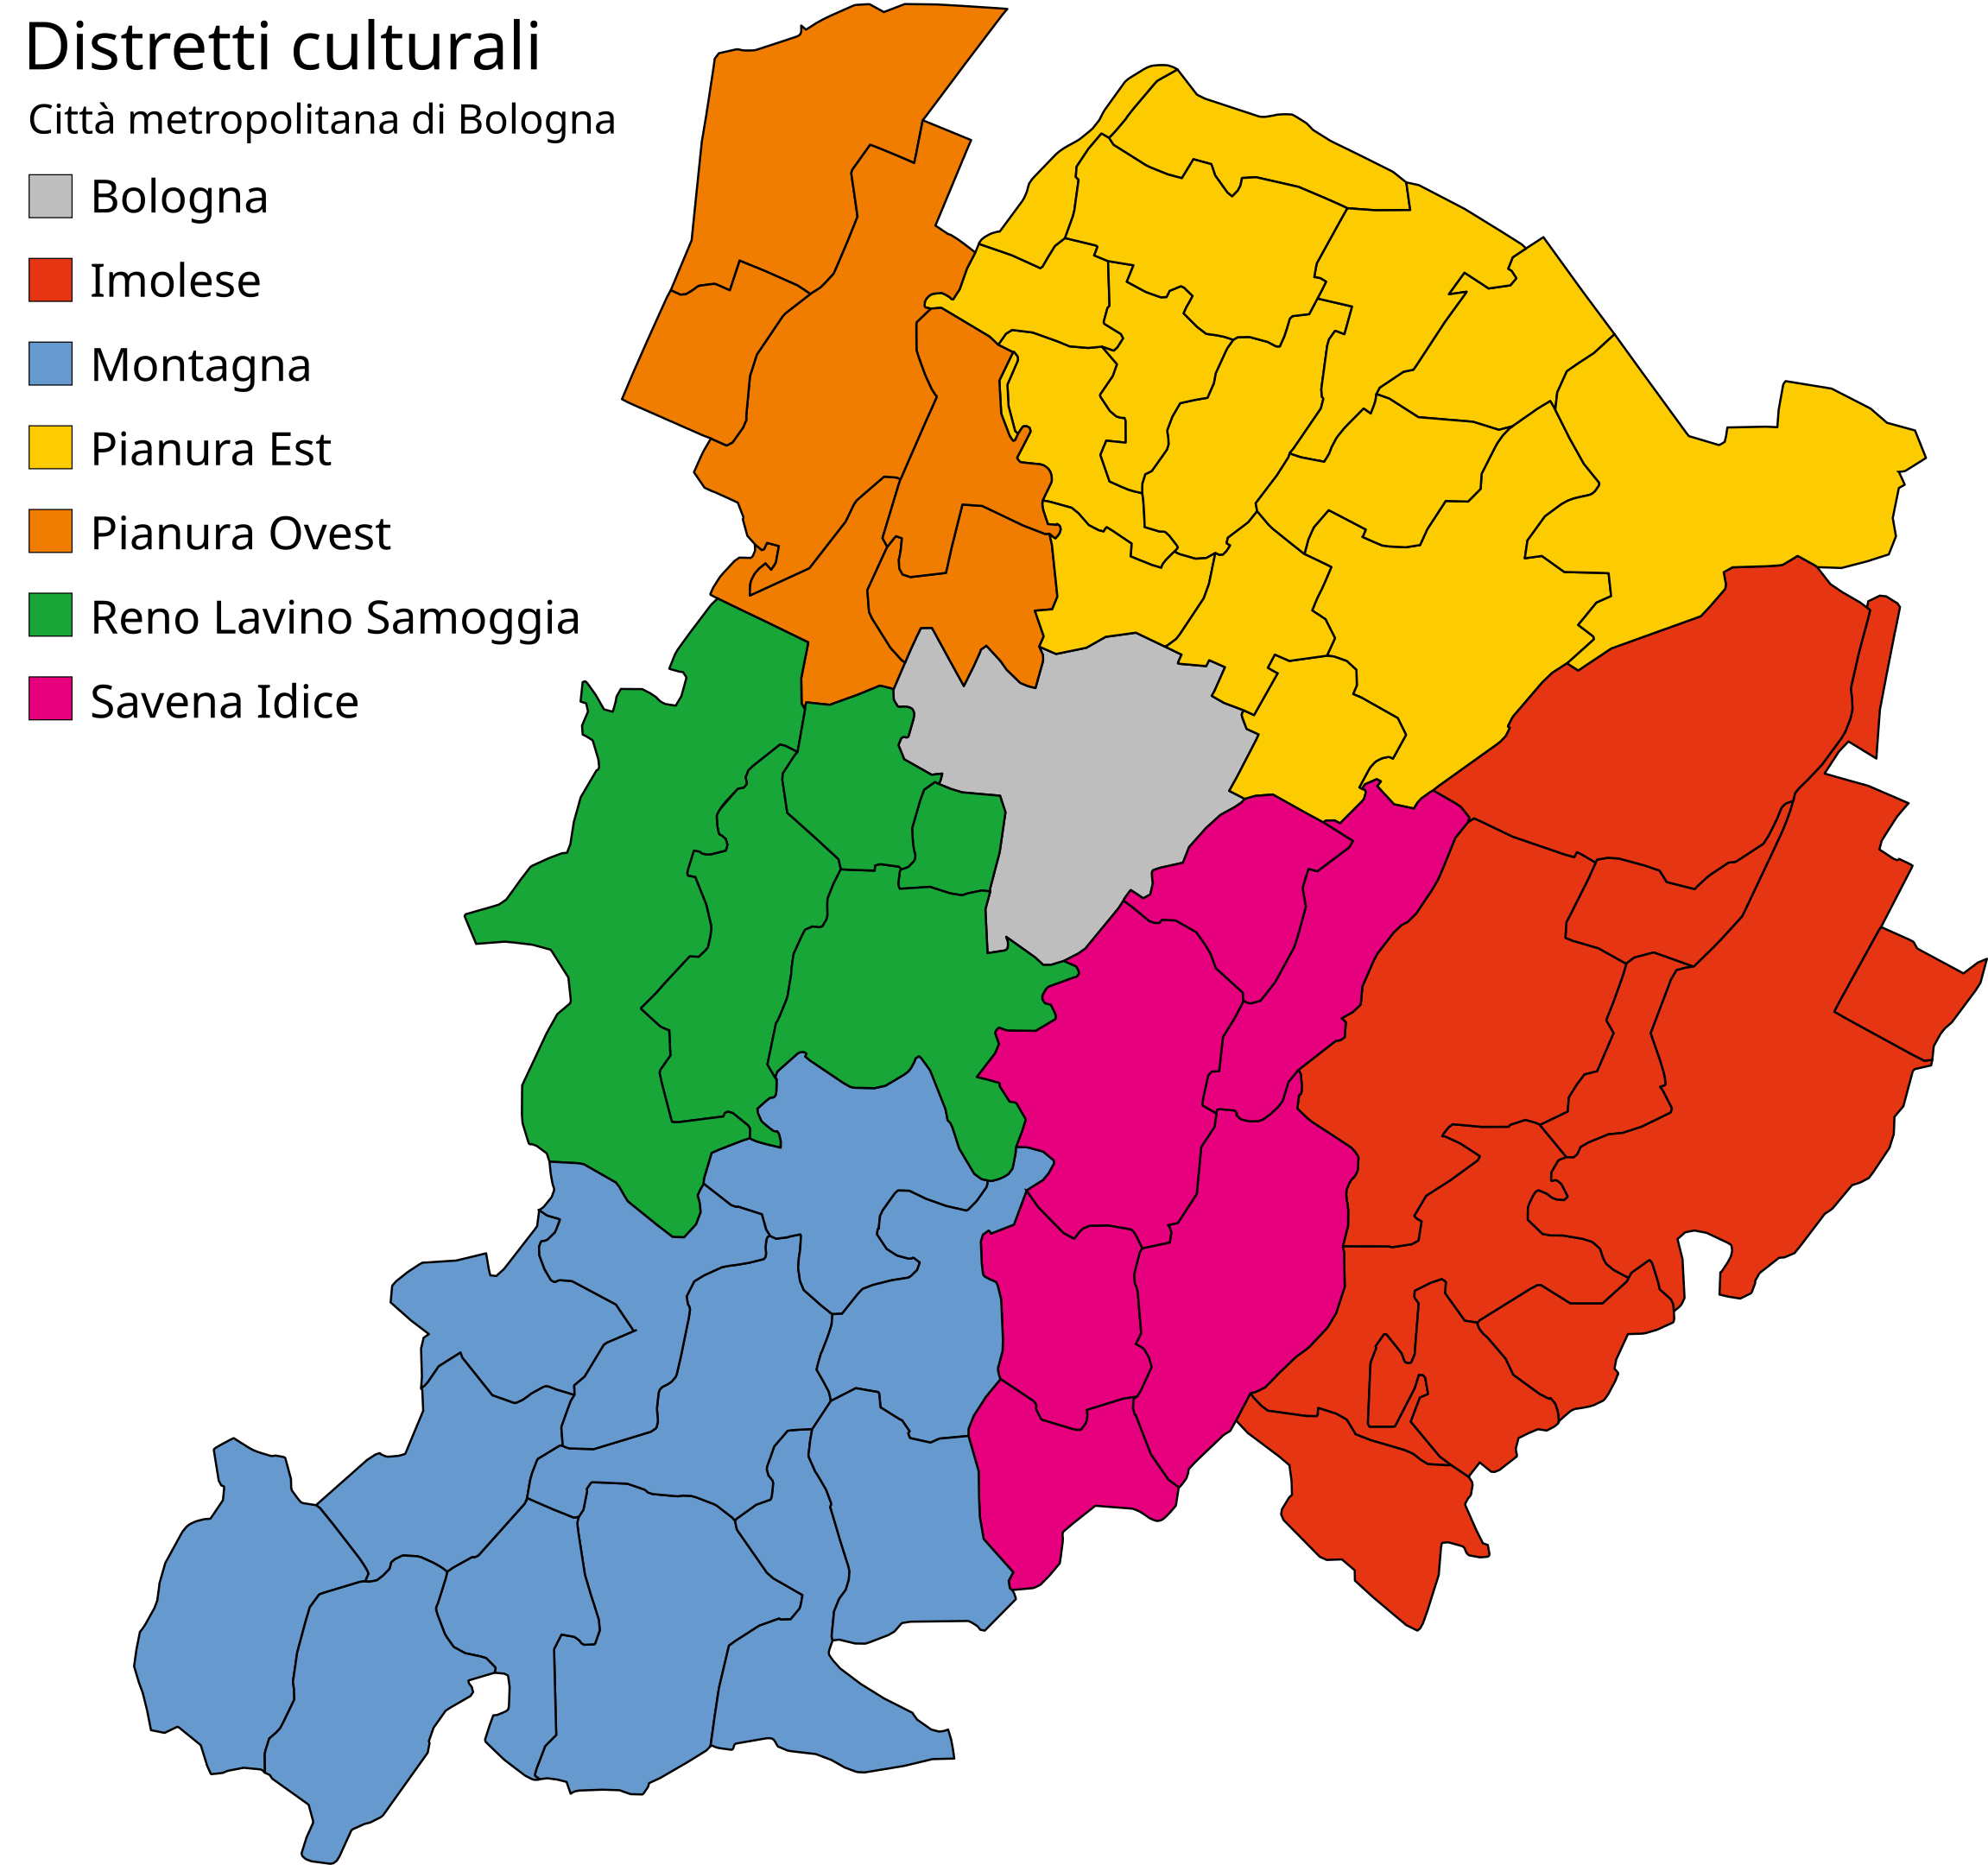 Distretti culturali
Città metropolitana di Bologna
Bologna
Imolese
Montagna
Pianura Est
Pianura Ovest
Reno Lavino Samoggia
Savena Idice